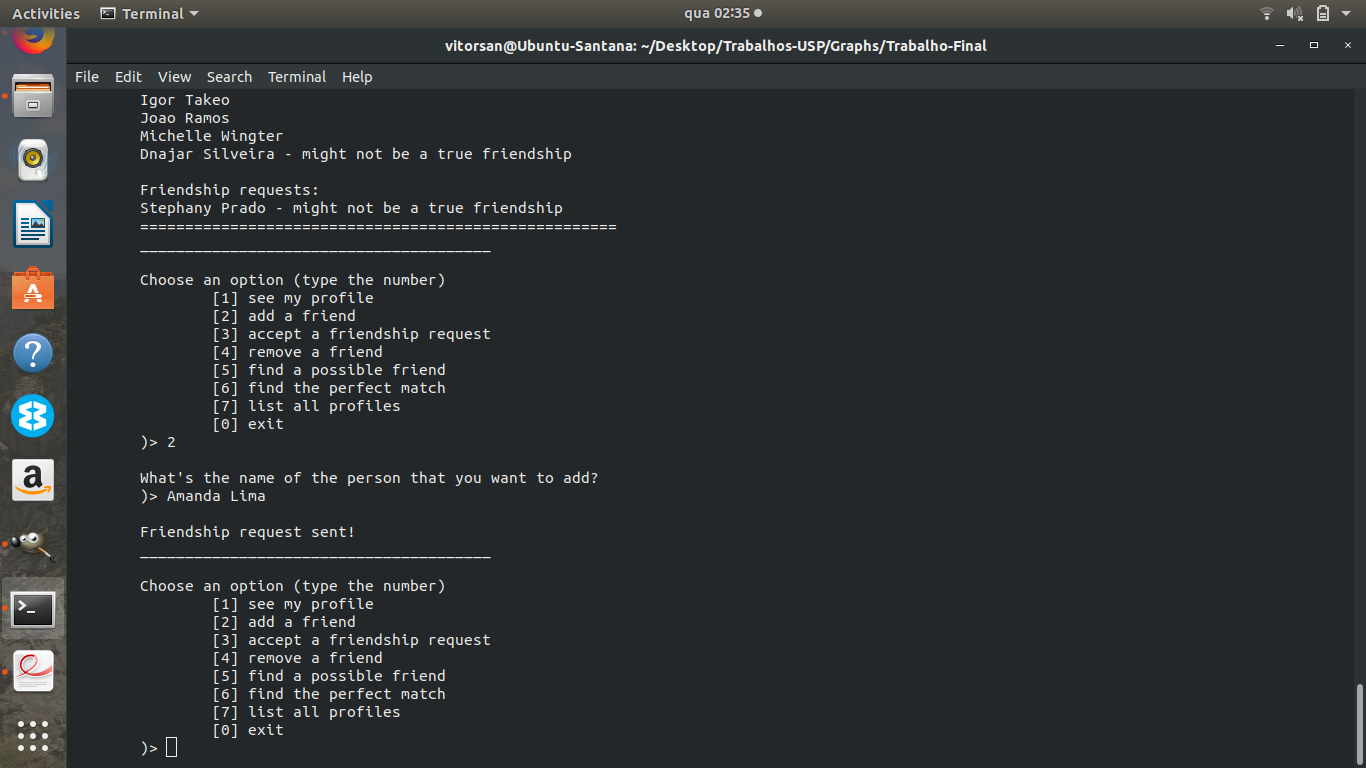 Activities Terminal qua 02:35
vitorsan@Ubuntu-Santana: ~/Desktop/Trabalhos-USP/Graphs/Trabalho-Final
File Edit View Search Terminal Help
Igor Takeo
Joao Ramos
Michelle Wingter
Dnajar Silveira - might not be a true friendship
Friendship requests:
Stephany Prado - might not be a true friendship
=====================================================
_______________________________________
Choose an option (type the number)
[1] see my profile
[2] add a friend
[3] accept a friendship request
[4] remove a friend
[5] find a possible friend
[6] find the perfect match
[7] list all profiles
[0] exit
)> 2
What's the name of the person that you want to add?
)> Amanda Lima
Friendship request sent!
_______________________________________
Choose an option (type the number)
[1] see my profile
[2] add a friend
[3] accept a friendship request
[4] remove a friend
[5] find a possible friend
[6] find the perfect match
[7] list all profiles
[0] exit
)>